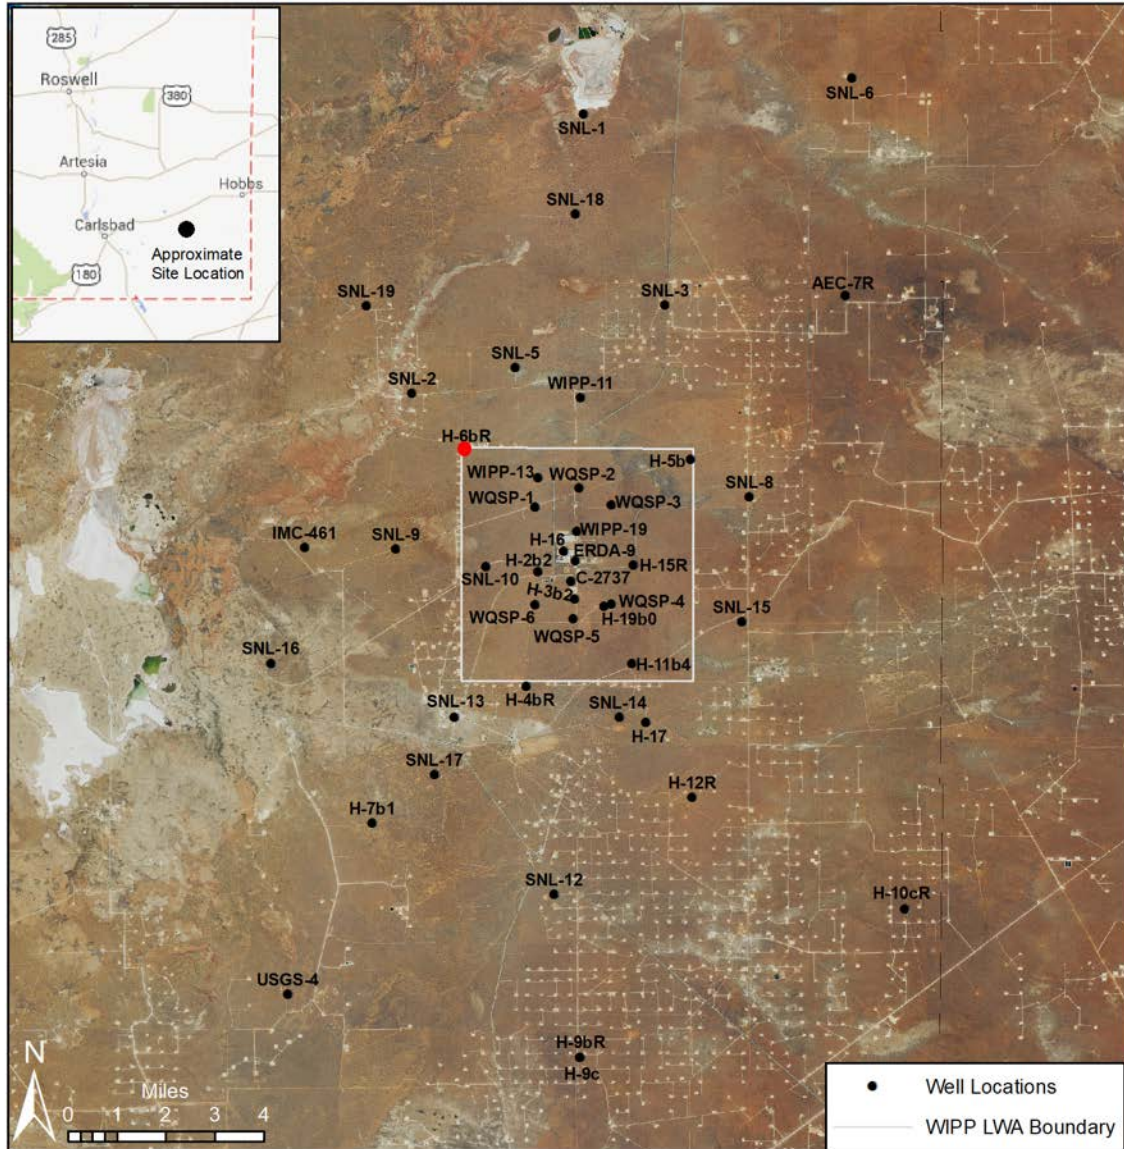 285
Roswell
380
Artesia
Hobbs
Carlsbad
180
Approximate
Site Location
SNL-6
SNL-1
SNL-18
AEC-7R
SNL-19
SNL-3
SNL-5
SNL-2
WIPP-11
H-6bR
H-5b
WIPP-13
WQSP-2
SNL-8
WQSP-1
WQSP-3
IMC-461
SNL-9
WIPP-19
H-16
ERDA-9
H-2b2
H-15R
SNL-10
C-2737
H-3b2
WQSP-4
SNL-15
WQSP-6
H-19b0
WQSP-5
SNL-16
H-11b4
H-4bR
SNL-13
SNL-14
H-17
SNL-17
H-12R
H-7b1
SNL-12
H-10cR
USGS-4
H-9bR
H-9c
N
Miles
0 1 2 3 4
Well Locations
WIPP LWA Boundary